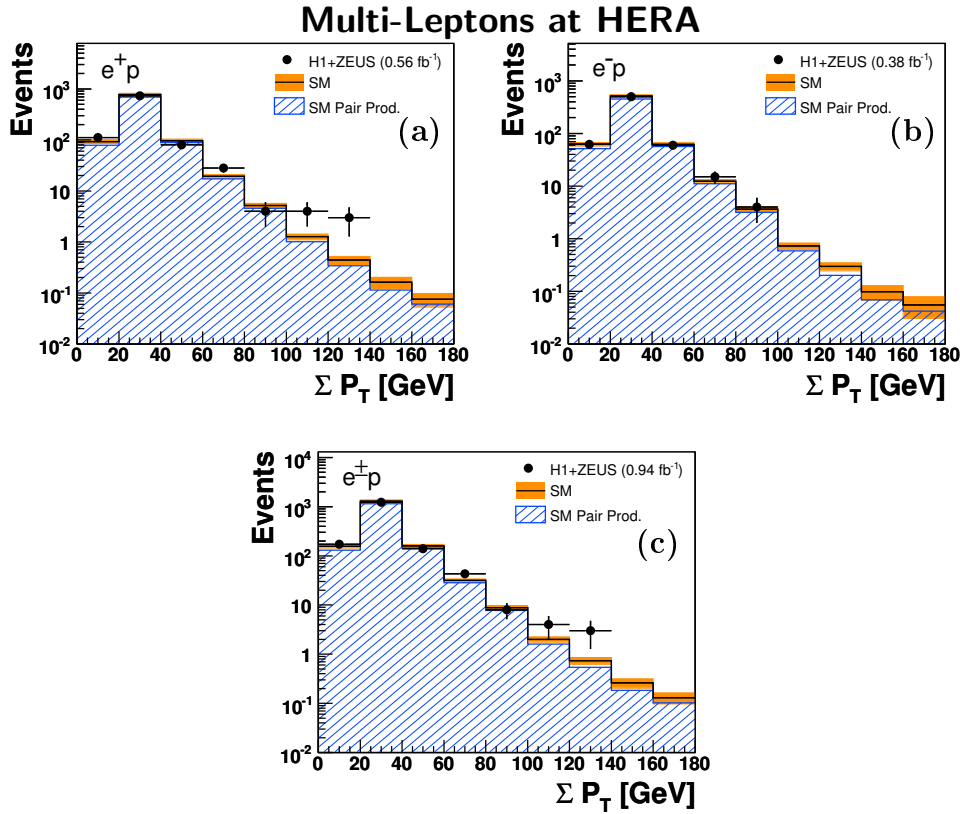 Multi-Leptons at HERA
Events
e⁺p
H1+ZEUS (0.56 fb⁻¹)
SM
SM Pair Prod.
(a)
10³
10²
10
1
10⁻¹
10⁻²
0 20 40 60 80 100 120 140 160 180
Σ P_T [GeV]
Events
e⁻p
H1+ZEUS (0.38 fb⁻¹)
SM
SM Pair Prod.
(b)
10³
10²
10
1
10⁻¹
10⁻²
0 20 40 60 80 100 120 140 160 180
Σ P_T [GeV]
Events
e±p
H1+ZEUS (0.94 fb⁻¹)
SM
SM Pair Prod.
(c)
10⁴
10³
10²
10
1
10⁻¹
10⁻²
0 20 40 60 80 100 120 140 160 180
Σ P_T [GeV]